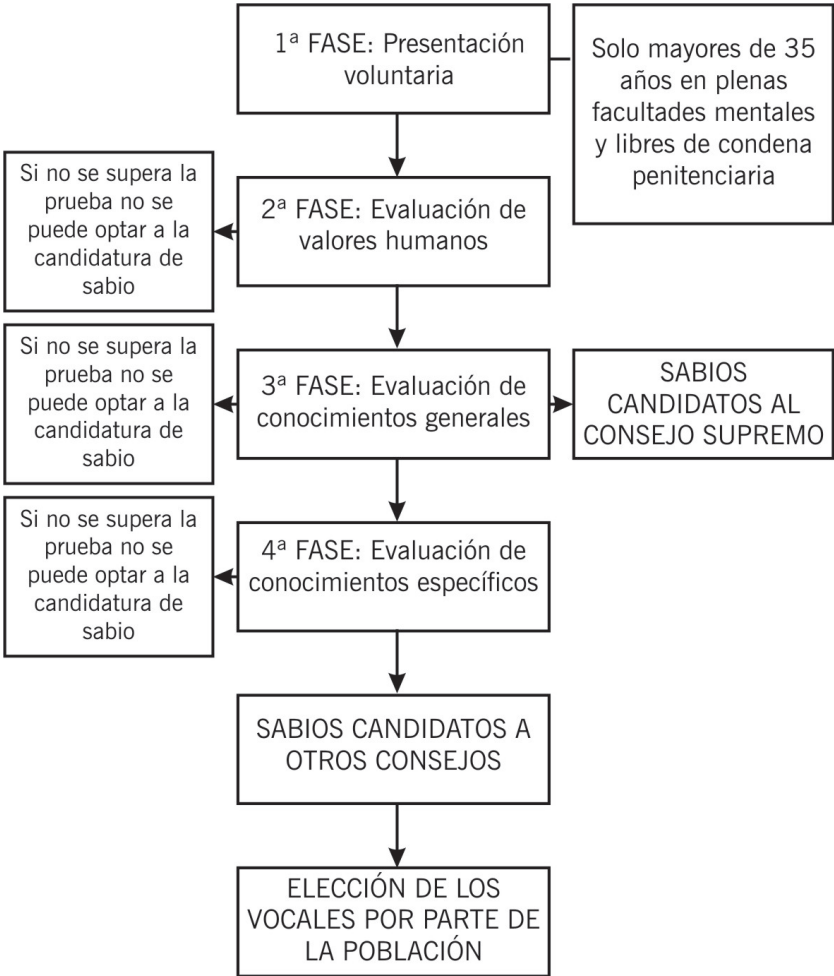 1ª FASE: Presentación
voluntaria
Solo mayores de 35
años en plenas
facultades mentales
y libres de condena
penitenciaria
Si no se supera la
prueba no se
puede optar a la
candidatura de
sabio
2ª FASE: Evaluación de
valores humanos
Si no se supera la
prueba no se
puede optar a la
candidatura de
sabio
3ª FASE: Evaluación de
conocimientos generales
SABIOS
CANDIDATOS AL
CONSEJO SUPREMO
Si no se supera la
prueba no se
puede optar a la
candidatura de
sabio
4ª FASE: Evaluación de
conocimientos específicos
SABIOS CANDIDATOS A
OTROS CONSEJOS
ELECCIÓN DE LOS
VOCALES POR PARTE DE
LA POBLACIÓN